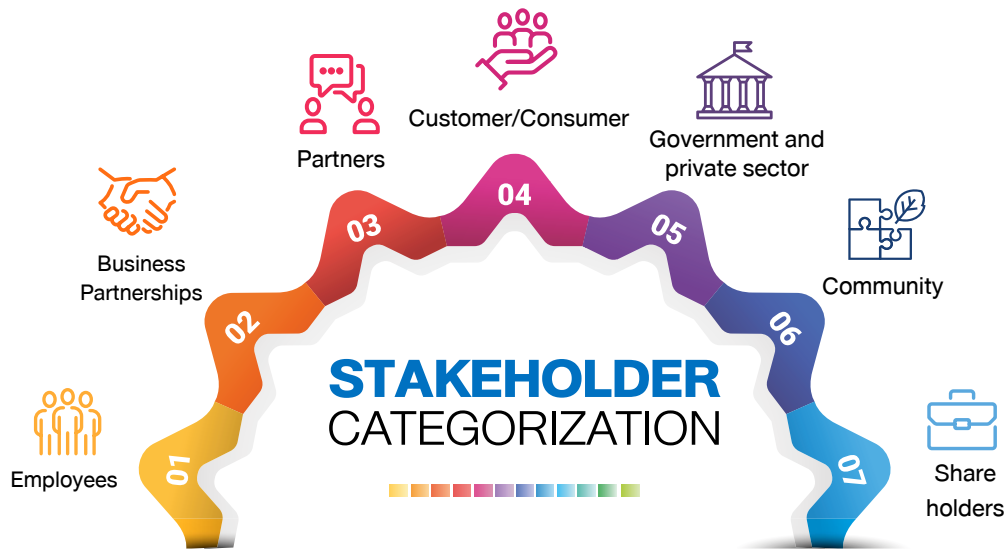 01
Employees
02
Business
Partnerships
03
Partners
04
Customer/Consumer
05
Government and
private sector
06
Community
07
Share
holders
STAKEHOLDER
CATEGORIZATION